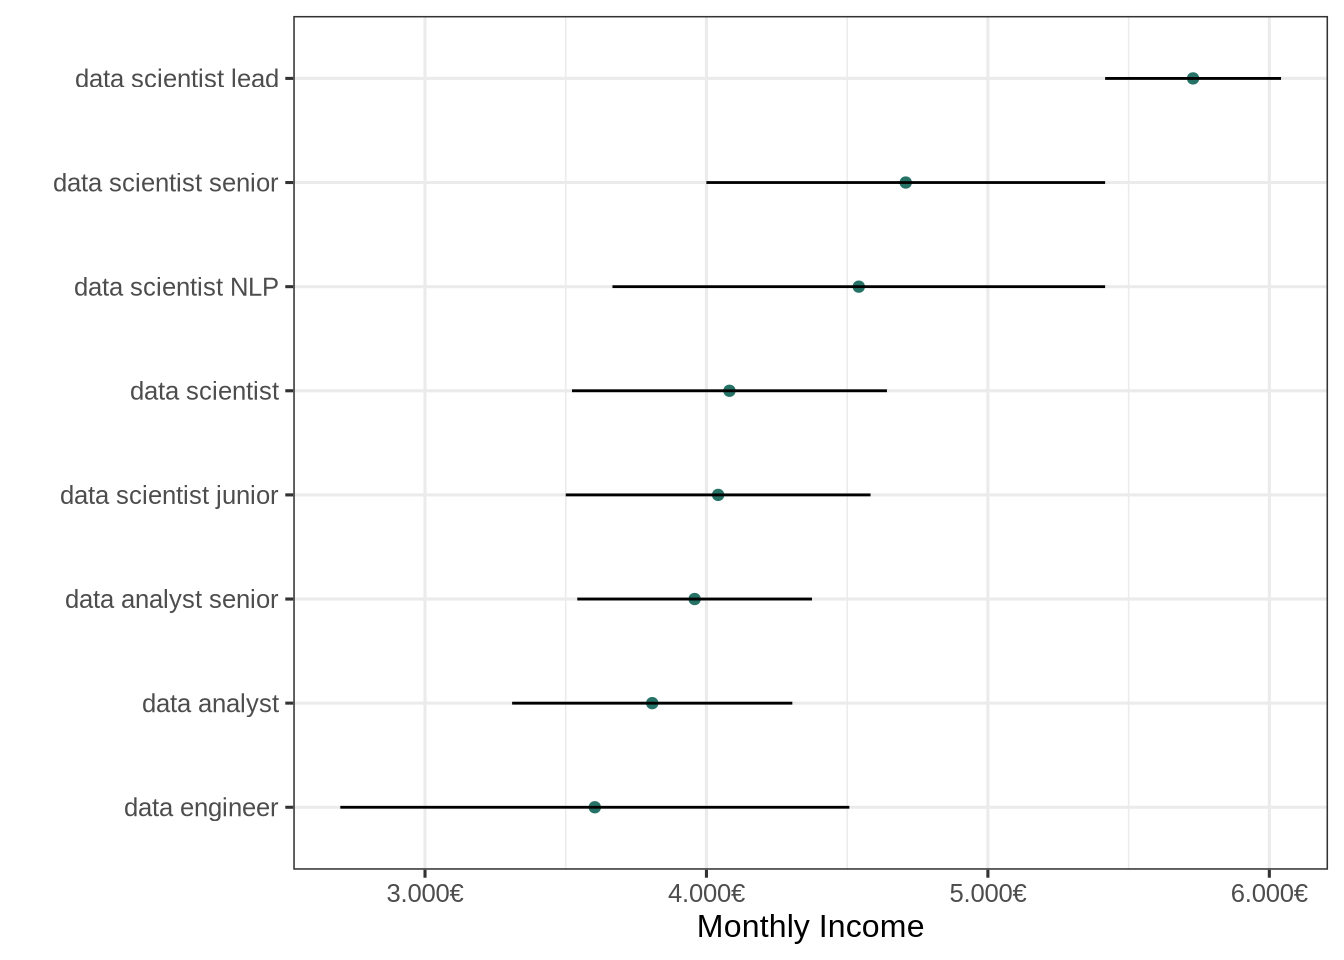 data scientist lead
data scientist senior
data scientist NLP
data scientist
data scientist junior
data analyst senior
data analyst
data engineer
3.000€ 4.000€ 5.000€ 6.000€
Monthly Income